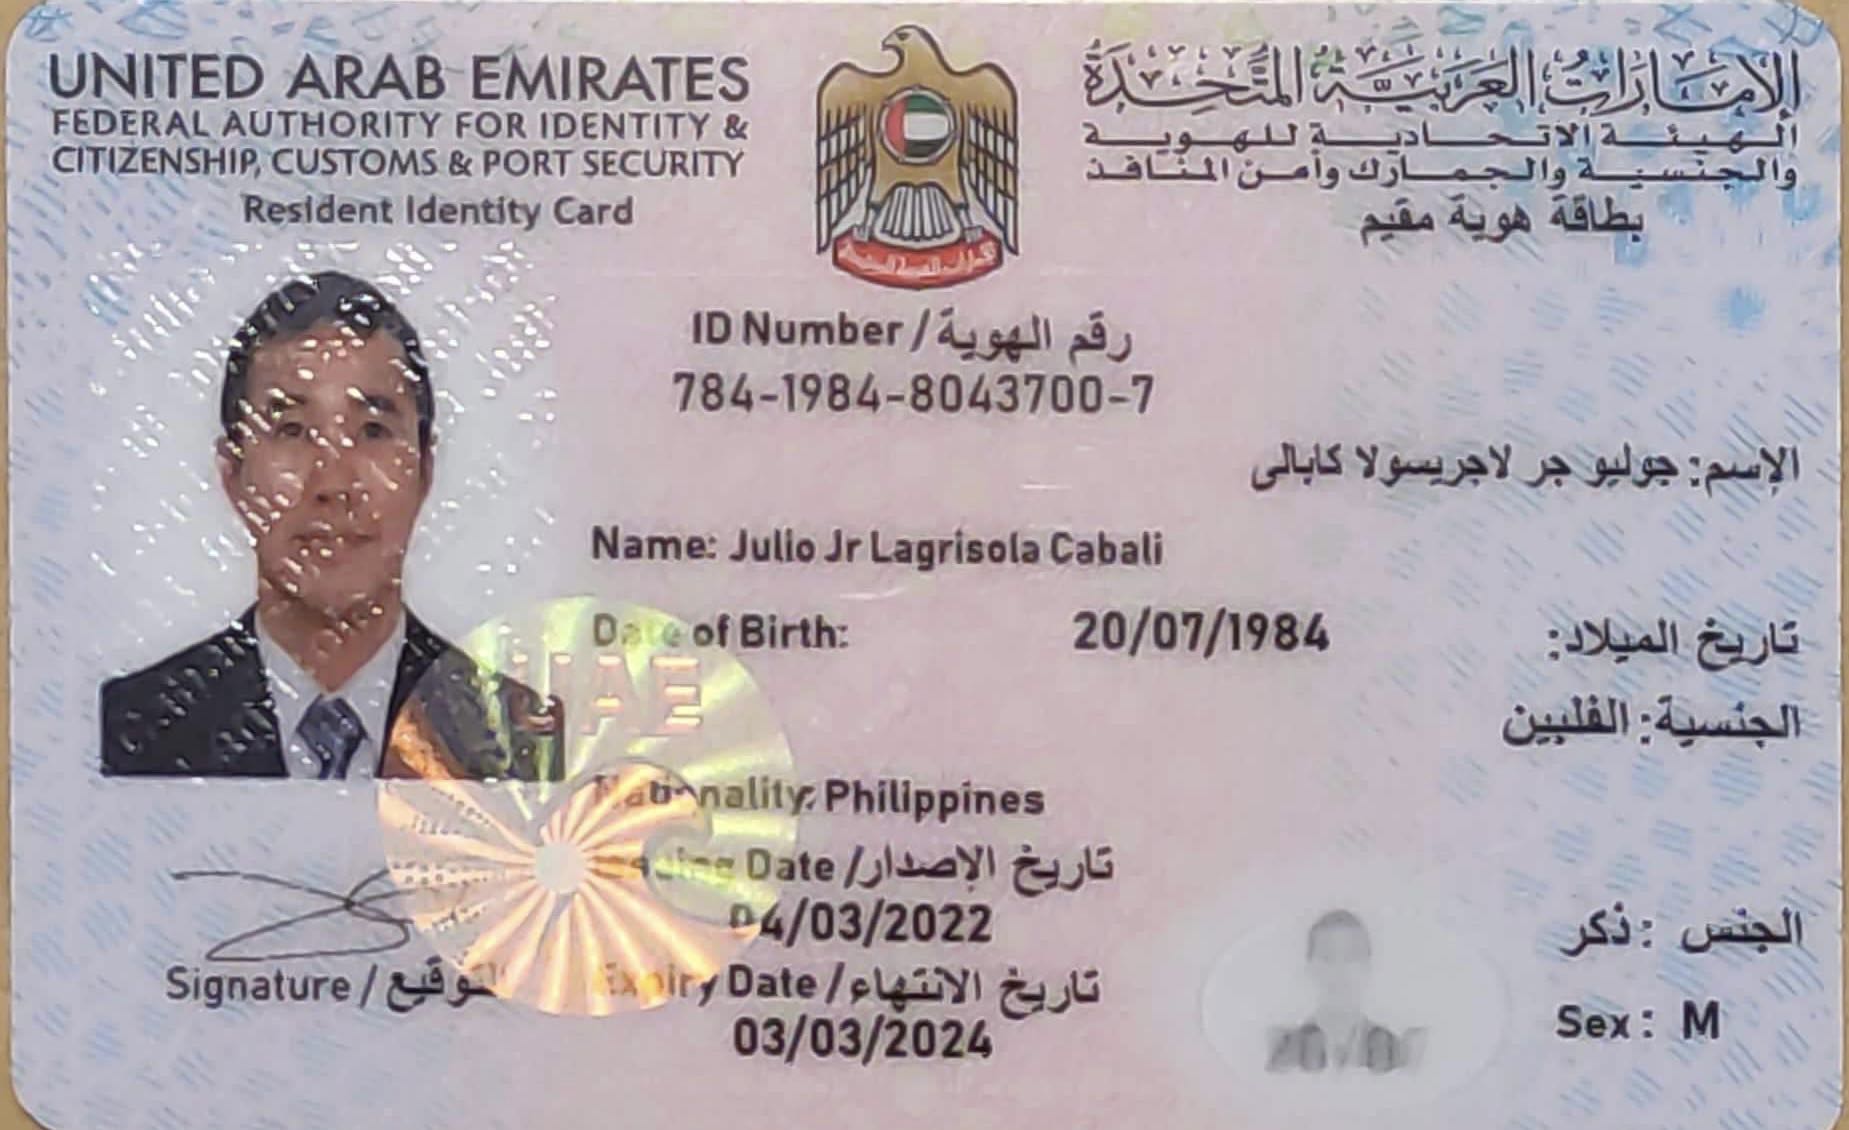 UNITED ARAB EMIRATES
FEDERAL AUTHORITY FOR IDENTITY &
CITIZENSHIP, CUSTOMS & PORT SECURITY
Resident Identity Card
الإمارات العربية المتحدة
الهيئة الاتحادية للهوية
والجنسية والجمارك وأمن المنافذ
بطاقة هوية مقيم
ID Number / رقم الهوية
784-1984-8043700-7
الإسم: جوليو جر لاجريسولا كابالى
Name: Julio Jr Lagrisola Cabali
Date of Birth: 20/07/1984 تاريخ الميلاد:
UAE
الجنسية: الفلبين
Nationality: Philippines
Issuing Date / تاريخ الإصدار
04/03/2022
الجنس : ذكر
Expiry Date / تاريخ الانتهاء
03/03/2024
Sex : M
Signature / التوقيع